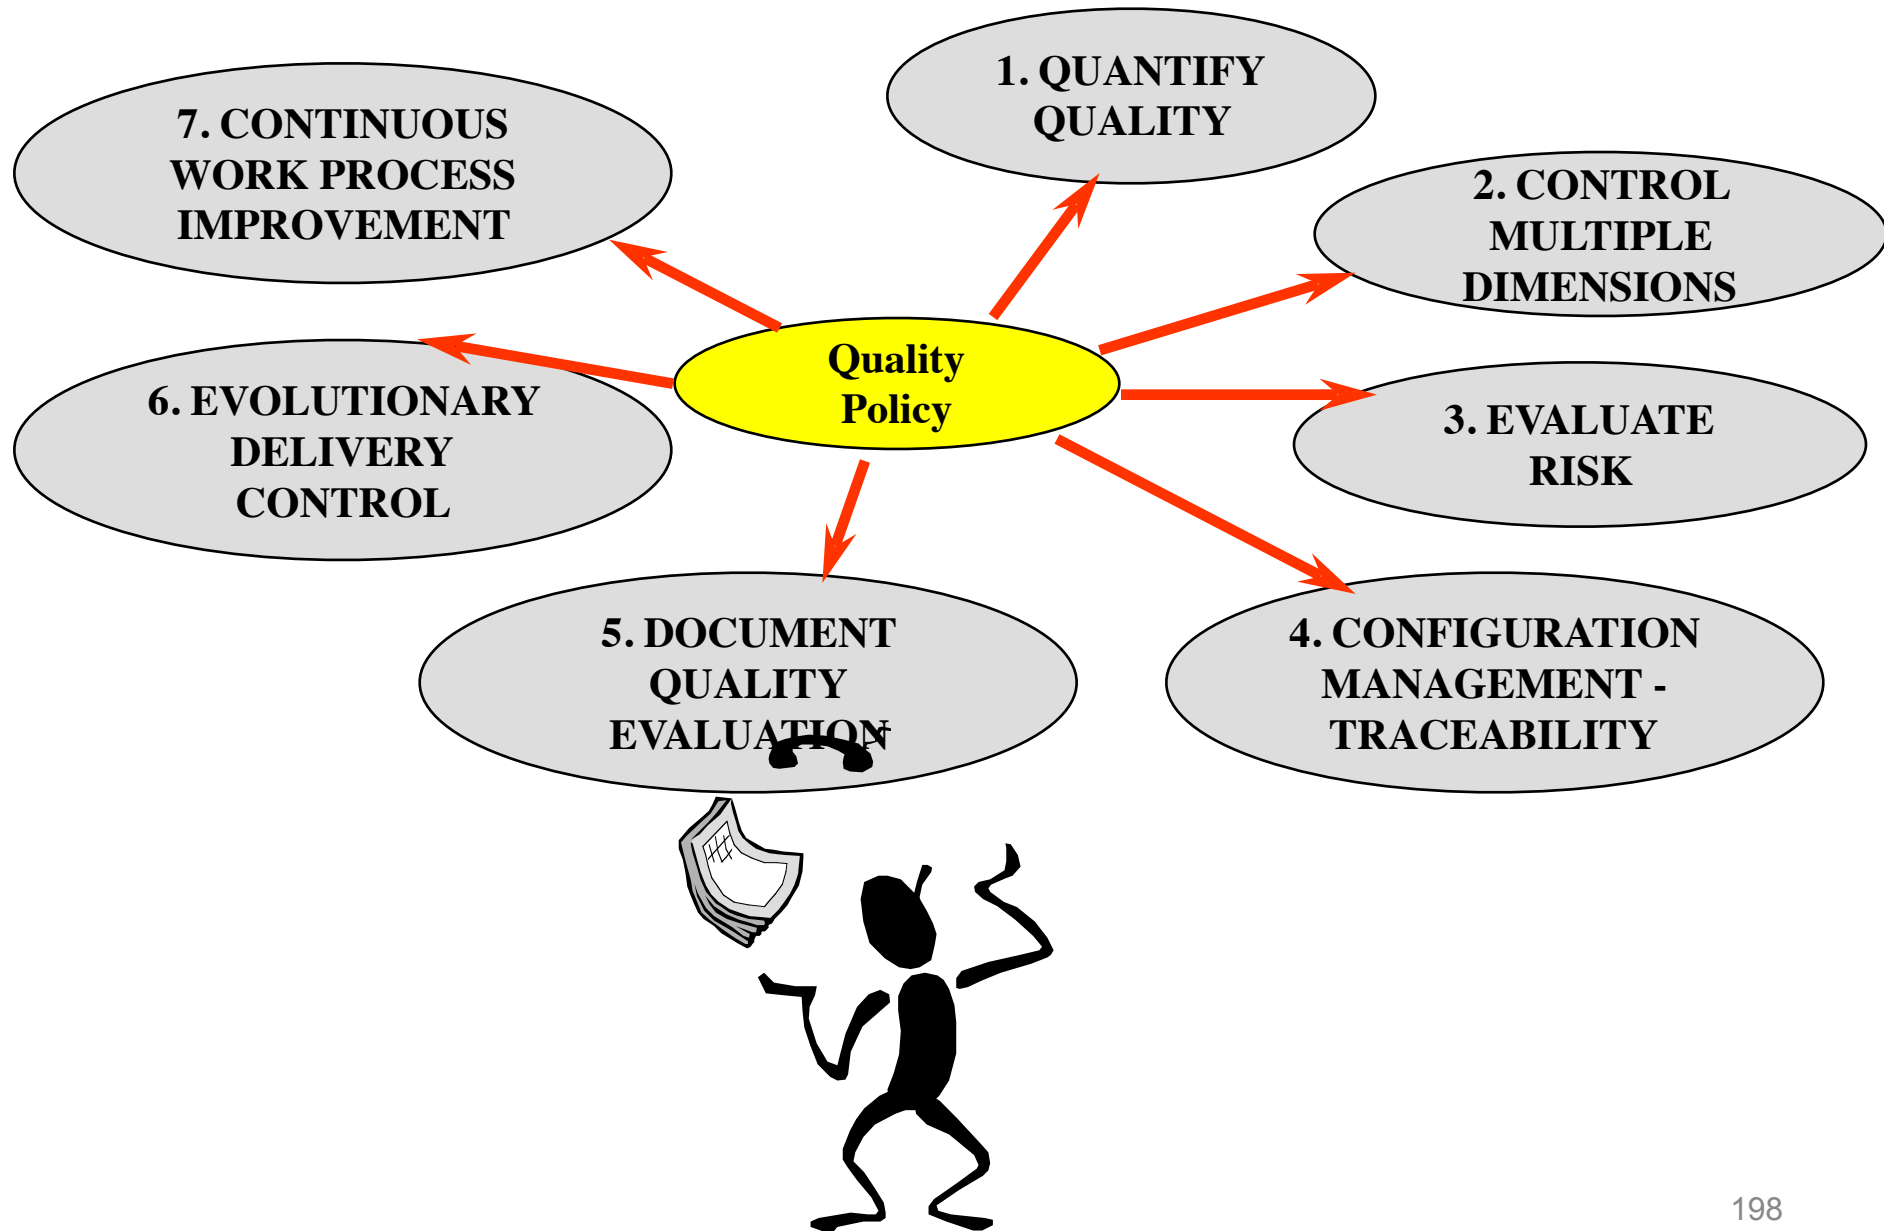 1. QUANTIFY
QUALITY
7. CONTINUOUS
WORK PROCESS
IMPROVEMENT
2. CONTROL
MULTIPLE
DIMENSIONS
Quality
Policy
6. EVOLUTIONARY
DELIVERY
CONTROL
3. EVALUATE
RISK
5. DOCUMENT
QUALITY
EVALUATION
4. CONFIGURATION
MANAGEMENT -
TRACEABILITY
198